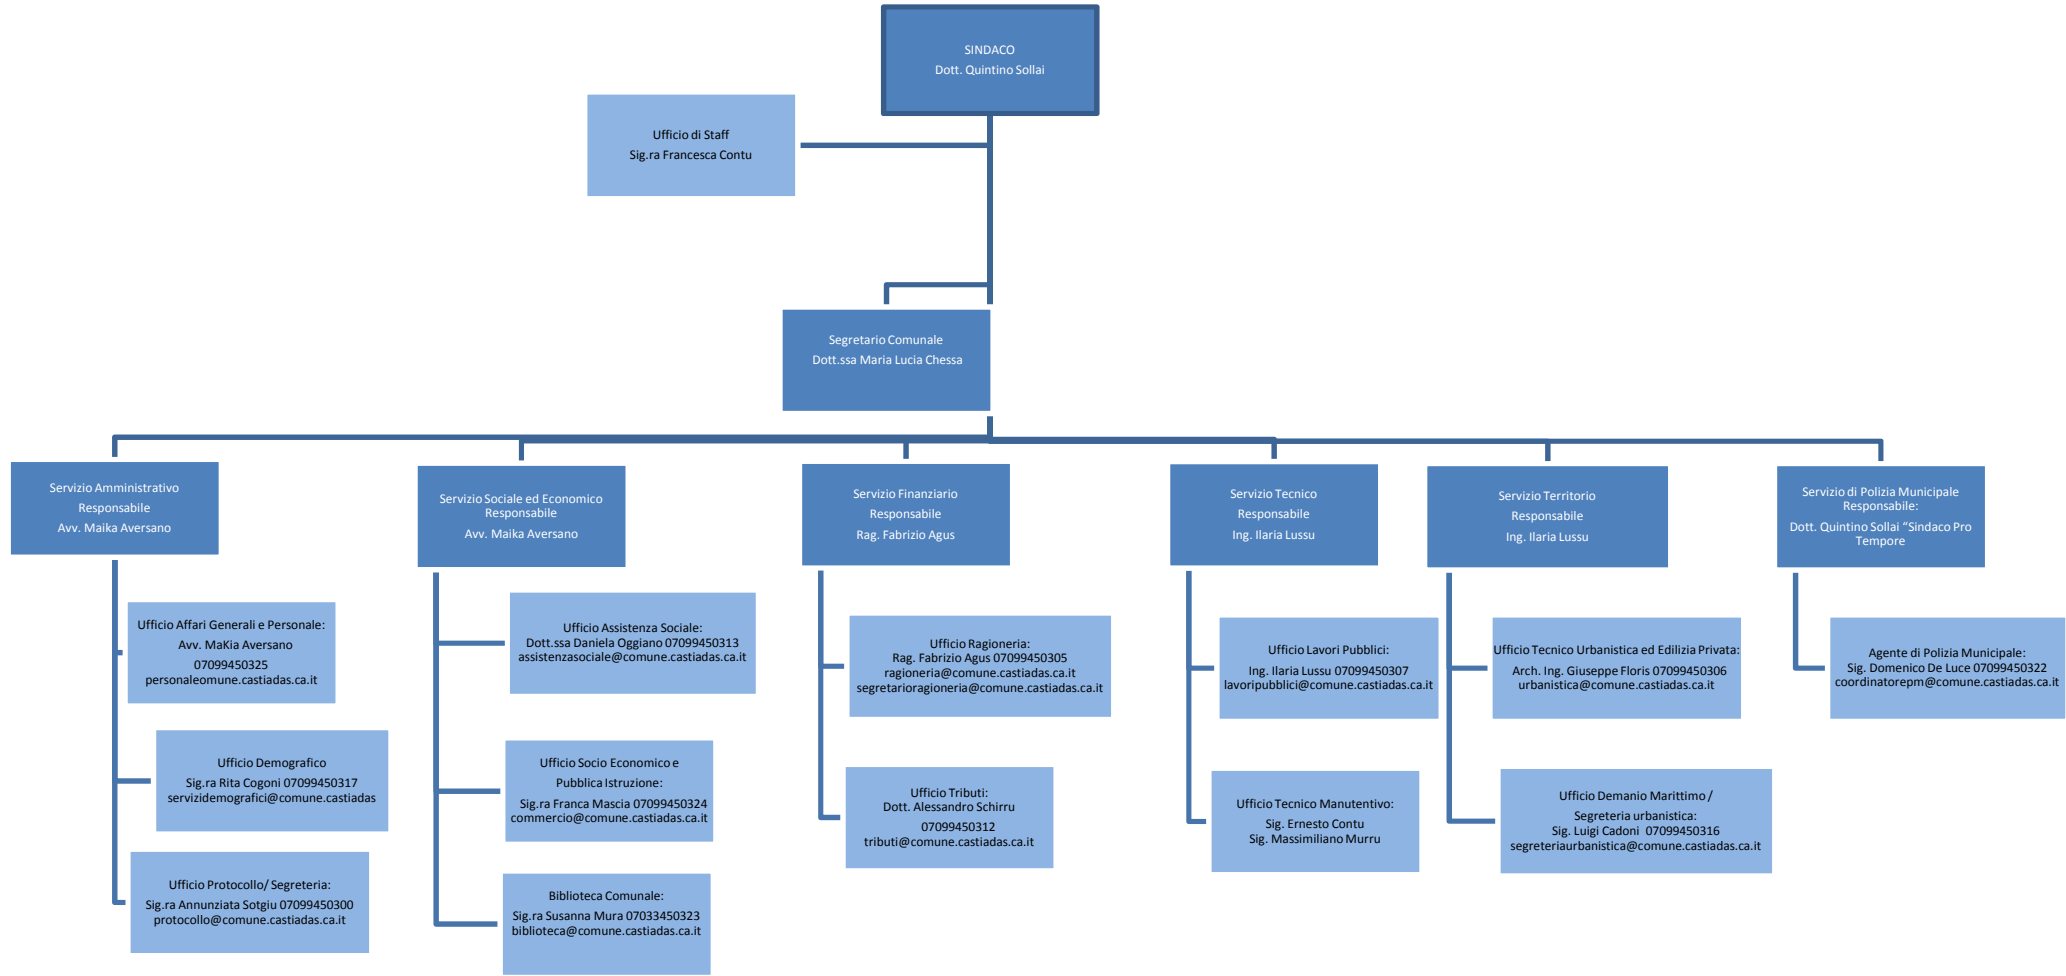 SINDACO
Dott. Quintino Sollai
Ufficio di Staff
Sig.ra Francesca Contu
Segretario Comunale
Dott.ssa Maria Lucia Chessa
Servizio Amministrativo
Responsabile
Avv. Maika Aversano
Servizio Sociale ed Economico
Responsabile
Avv. Maika Aversano
Servizio Finanziario
Responsabile
Rag. Fabrizio Agus
Servizio Tecnico
Responsabile
Ing. Ilaria Lussu
Servizio Territorio
Responsabile
Ing. Ilaria Lussu
Servizio di Polizia Municipale
Responsabile:
Dott. Quintino Sollai “Sindaco Pro
Tempore
Ufficio Affari Generali e Personale:
Avv. MaKia Aversano
07099450325
personaleomune.castiadas.ca.it
Ufficio Demografico
Sig.ra Rita Cogoni 07099450317
servizidemografici@comune.castiadas
Ufficio Protocollo/ Segreteria:
Sig.ra Annunziata Sotgiu 07099450300
protocollo@comune.castiadas.ca.it
Ufficio Assistenza Sociale:
Dott.ssa Daniela Oggiano 07099450313
assistenzasociale@comune.castiadas.ca.it
Ufficio Socio Economico e
Pubblica Istruzione:
Sig.ra Franca Mascia 07099450324
commercio@comune.castiadas.ca.it
Biblioteca Comunale:
Sig.ra Susanna Mura 07033450323
biblioteca@comune.castiadas.ca.it
Ufficio Ragioneria:
Rag. Fabrizio Agus 07099450305
ragioneria@comune.castiadas.ca.it
segretarioragioneria@comune.castiadas.ca.it
Ufficio Tributi:
Dott. Alessandro Schirru
07099450312
tributi@comune.castiadas.ca.it
Ufficio Lavori Pubblici:
Ing. Ilaria Lussu 07099450307
lavoripubblici@comune.castiadas.ca.it
Ufficio Tecnico Manutentivo:
Sig. Ernesto Contu
Sig. Massimiliano Murru
Ufficio Tecnico Urbanistica ed Edilizia Privata:
Arch. Ing. Giuseppe Floris 07099450306
urbanistica@comune.castiadas.ca.it
Ufficio Demanio Marittimo /
Segreteria urbanistica:
Sig. Luigi Cadoni 07099450316
segreteriaurbanistica@comune.castiadas.ca.it
Agente di Polizia Municipale:
Sig. Domenico De Luce 07099450322
coordinatorepm@comune.castiadas.ca.it